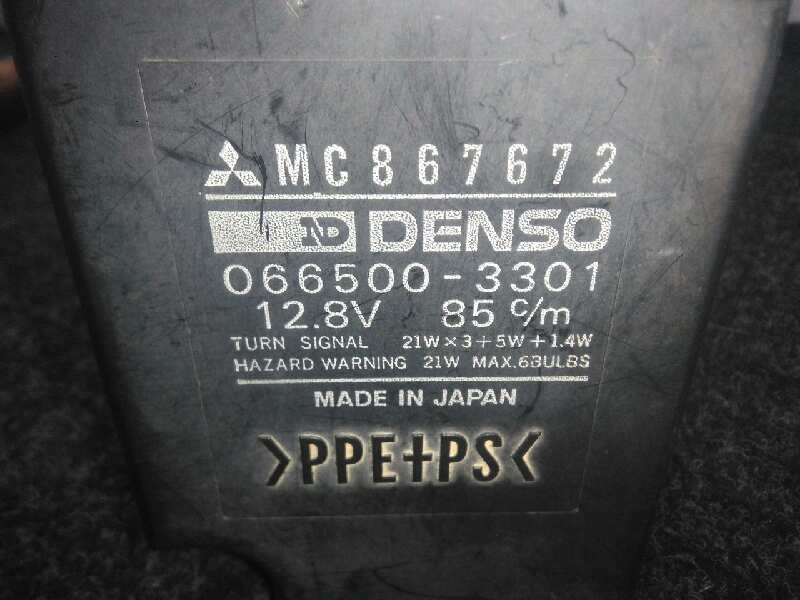 MC867672
ND DENSO
066500-3301
12.8V 85 c/m
TURN SIGNAL 21W×3+5W+1.4W
HAZARD WARNING 21W MAX.6BULBS
MADE IN JAPAN
>PPE+PS<